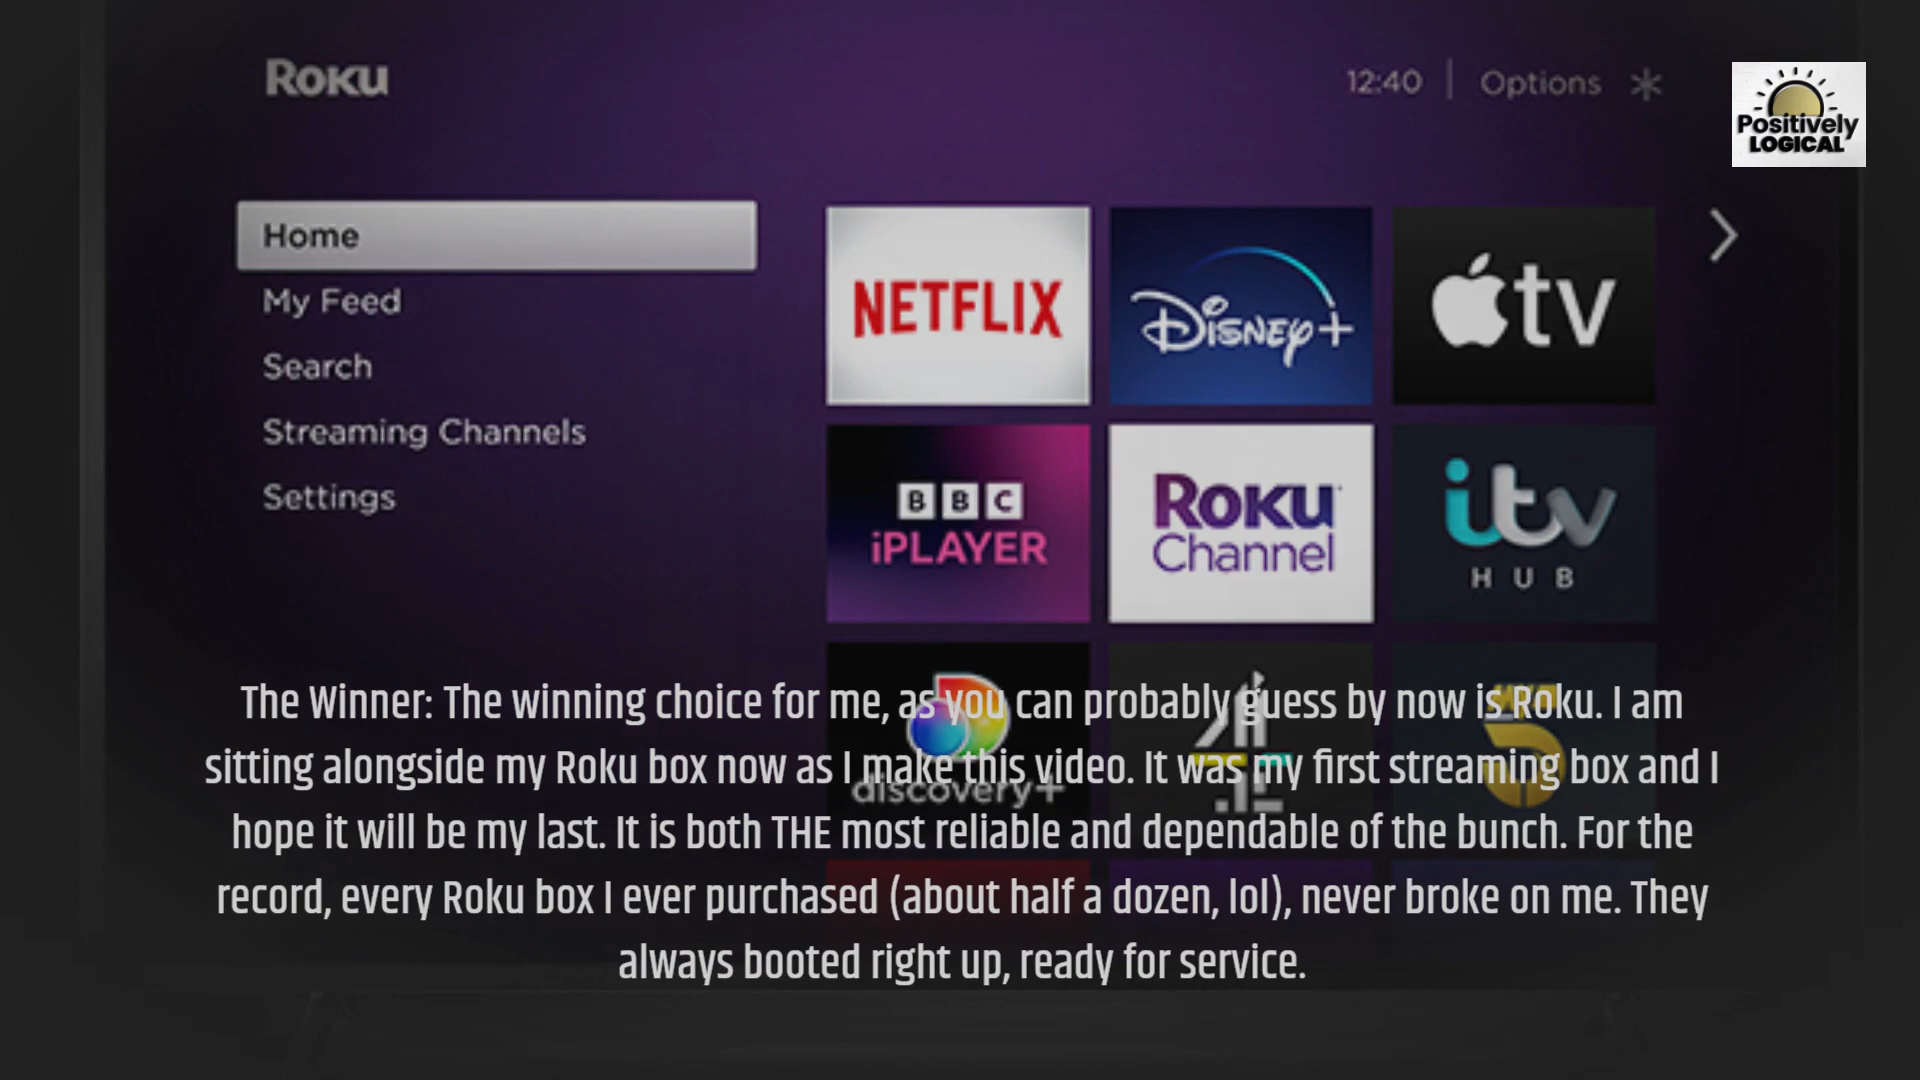 Roku
12:40 | Options *
Positively
LOGICAL
Home
My Feed
Search
Streaming Channels
Settings
NETFLIX
Disney+
tv
BBC
iPLAYER
Roku
Channel
itv
HUB
discovery+
4
5
The Winner: The winning choice for me, as you can probably guess by now is Roku. I am
sitting alongside my Roku box now as I make this video. It was my first streaming box and I
hope it will be my last. It is both THE most reliable and dependable of the bunch. For the
record, every Roku box I ever purchased (about half a dozen, lol), never broke on me. They
always booted right up, ready for service.